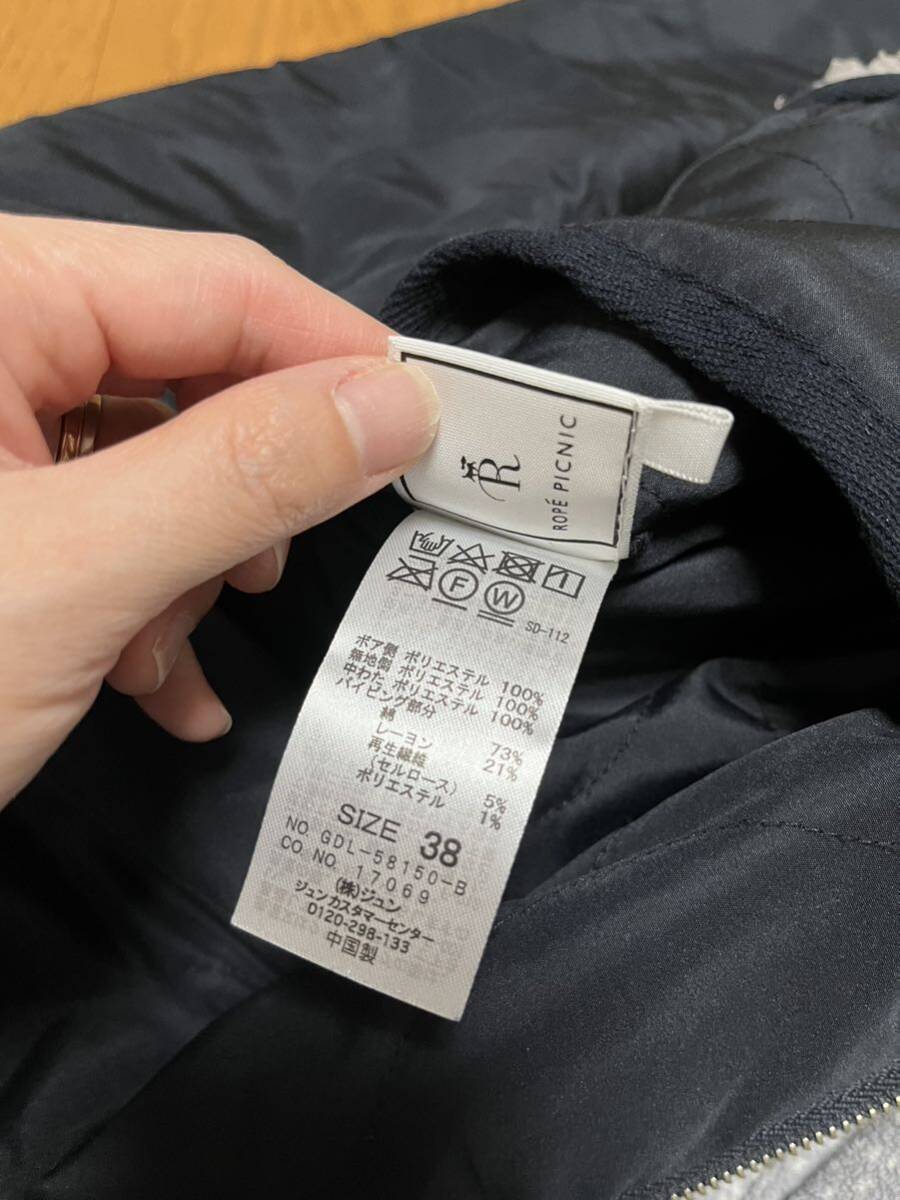 R
ROPÉ PICNIC
F W
SD-112
ボア側 ポリエステル 100%
無地側 ポリエステル 100%
中わた ポリエステル 100%
パイピング部分
綿 73%
レーヨン 21%
再生繊維
(セルロース) 5%
ポリエステル 1%
SIZE 38
NO. GDL-58150-B
CO. NO. 17069
(株)ジュン
ジュンカスタマーセンター
0120-298-133
中国製